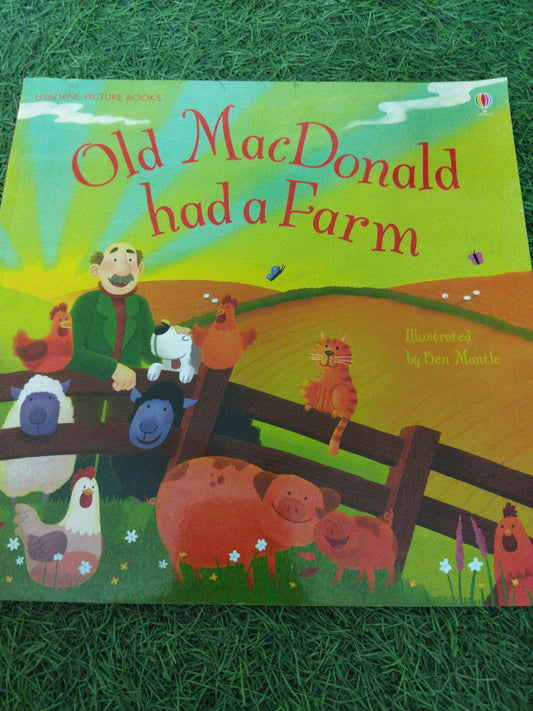 USBORNE PICTURE BOOKS
Old MacDonald
had a Farm
Illustrated
by Ben Mantle